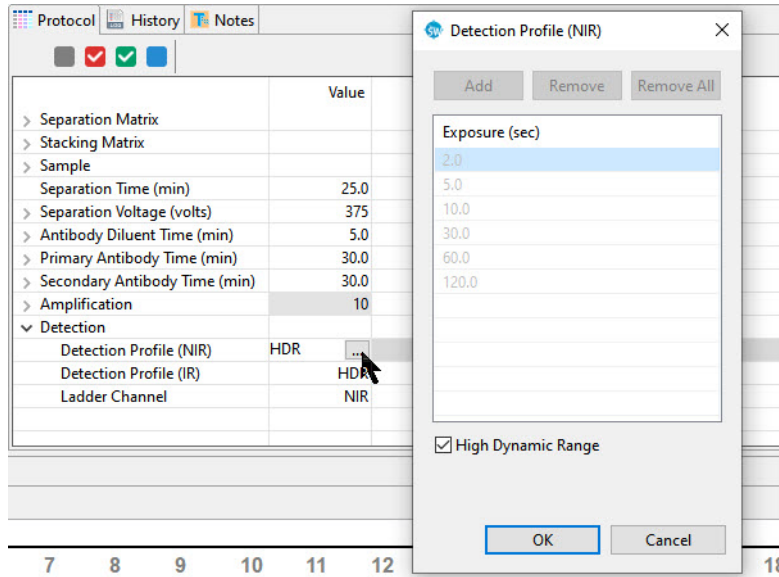 Protocol History Notes
Value
Separation Matrix
Stacking Matrix
Sample
Separation Time (min) 25.0
Separation Voltage (volts) 375
Antibody Diluent Time (min) 5.0
Primary Antibody Time (min) 30.0
Secondary Antibody Time (min) 30.0
Amplification 10
Detection
Detection Profile (NIR) HDR ...
Detection Profile (IR) HDR
Ladder Channel NIR
7 8 9 10 11 12
SW Detection Profile (NIR)
Add Remove Remove All
Exposure (sec)
2.0
5.0
10.0
30.0
60.0
120.0
High Dynamic Range
OK Cancel